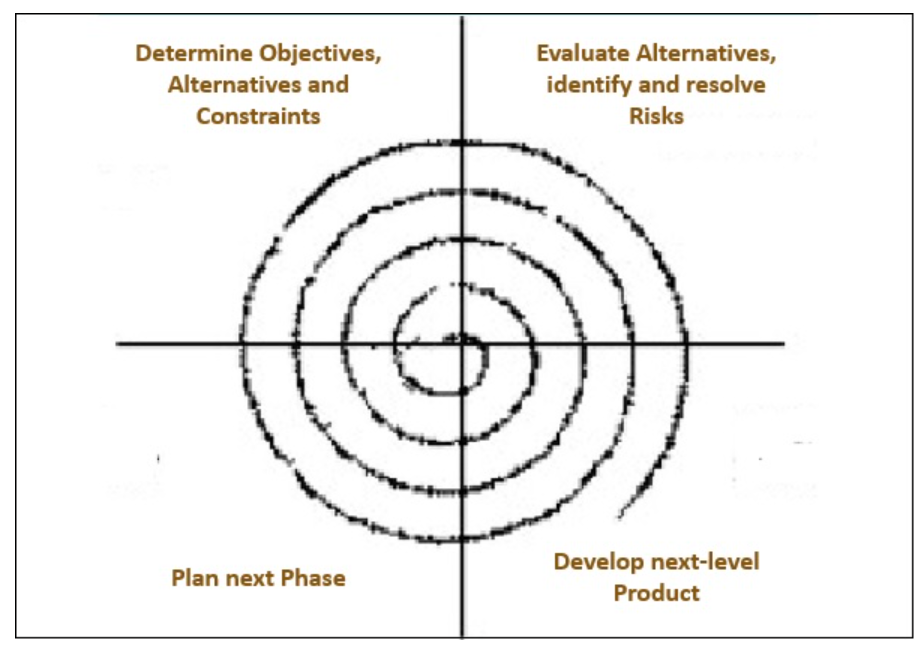 Determine Objectives,
Alternatives and
Constraints
Evaluate Alternatives,
identify and resolve
Risks
Plan next Phase
Develop next-level
Product